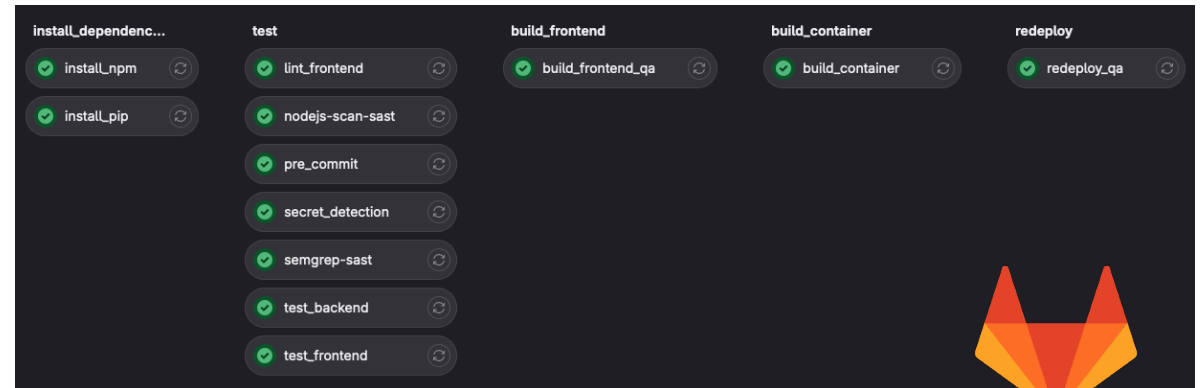 install_dependenc...
install_npm
install_pip
test
lint_frontend
nodejs-scan-sast
pre_commit
secret_detection
semgrep-sast
test_backend
test_frontend
build_frontend
build_frontend_qa
build_container
build_container
redeploy
redeploy_qa